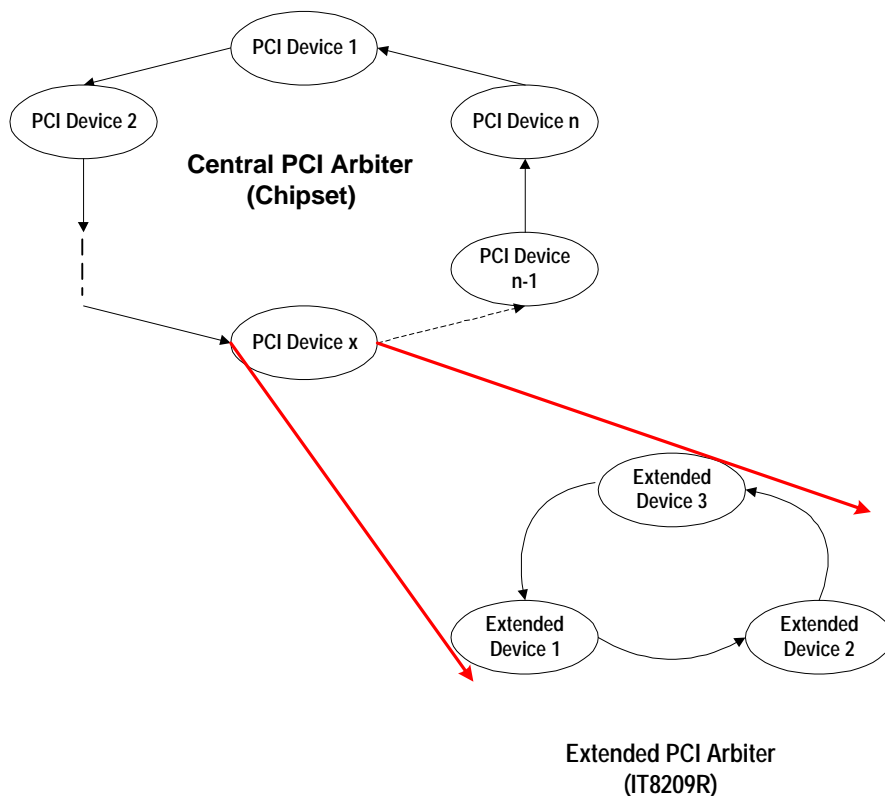 PCI Device 1
PCI Device 2
PCI Device n
Central PCI Arbiter
(Chipset)
PCI Device
n-1
PCI Device x
Extended
Device 3
Extended
Device 1
Extended
Device 2
Extended PCI Arbiter
(IT8209R)